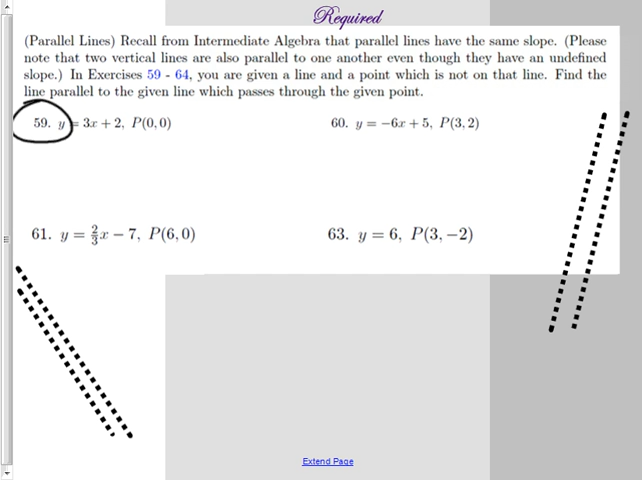 Required
(Parallel Lines) Recall from Intermediate Algebra that parallel lines have the same slope. (Please
note that two vertical lines are also parallel to one another even though they have an undefined
slope.) In Exercises 59 - 64, you are given a line and a point which is not on that line. Find the
line parallel to the given line which passes through the given point.
59. y = 3x + 2, P(0, 0) 60. y = −6x + 5, P(3, 2)
61. y = 2/3 x − 7, P(6, 0) 63. y = 6, P(3, −2)
Extend Page